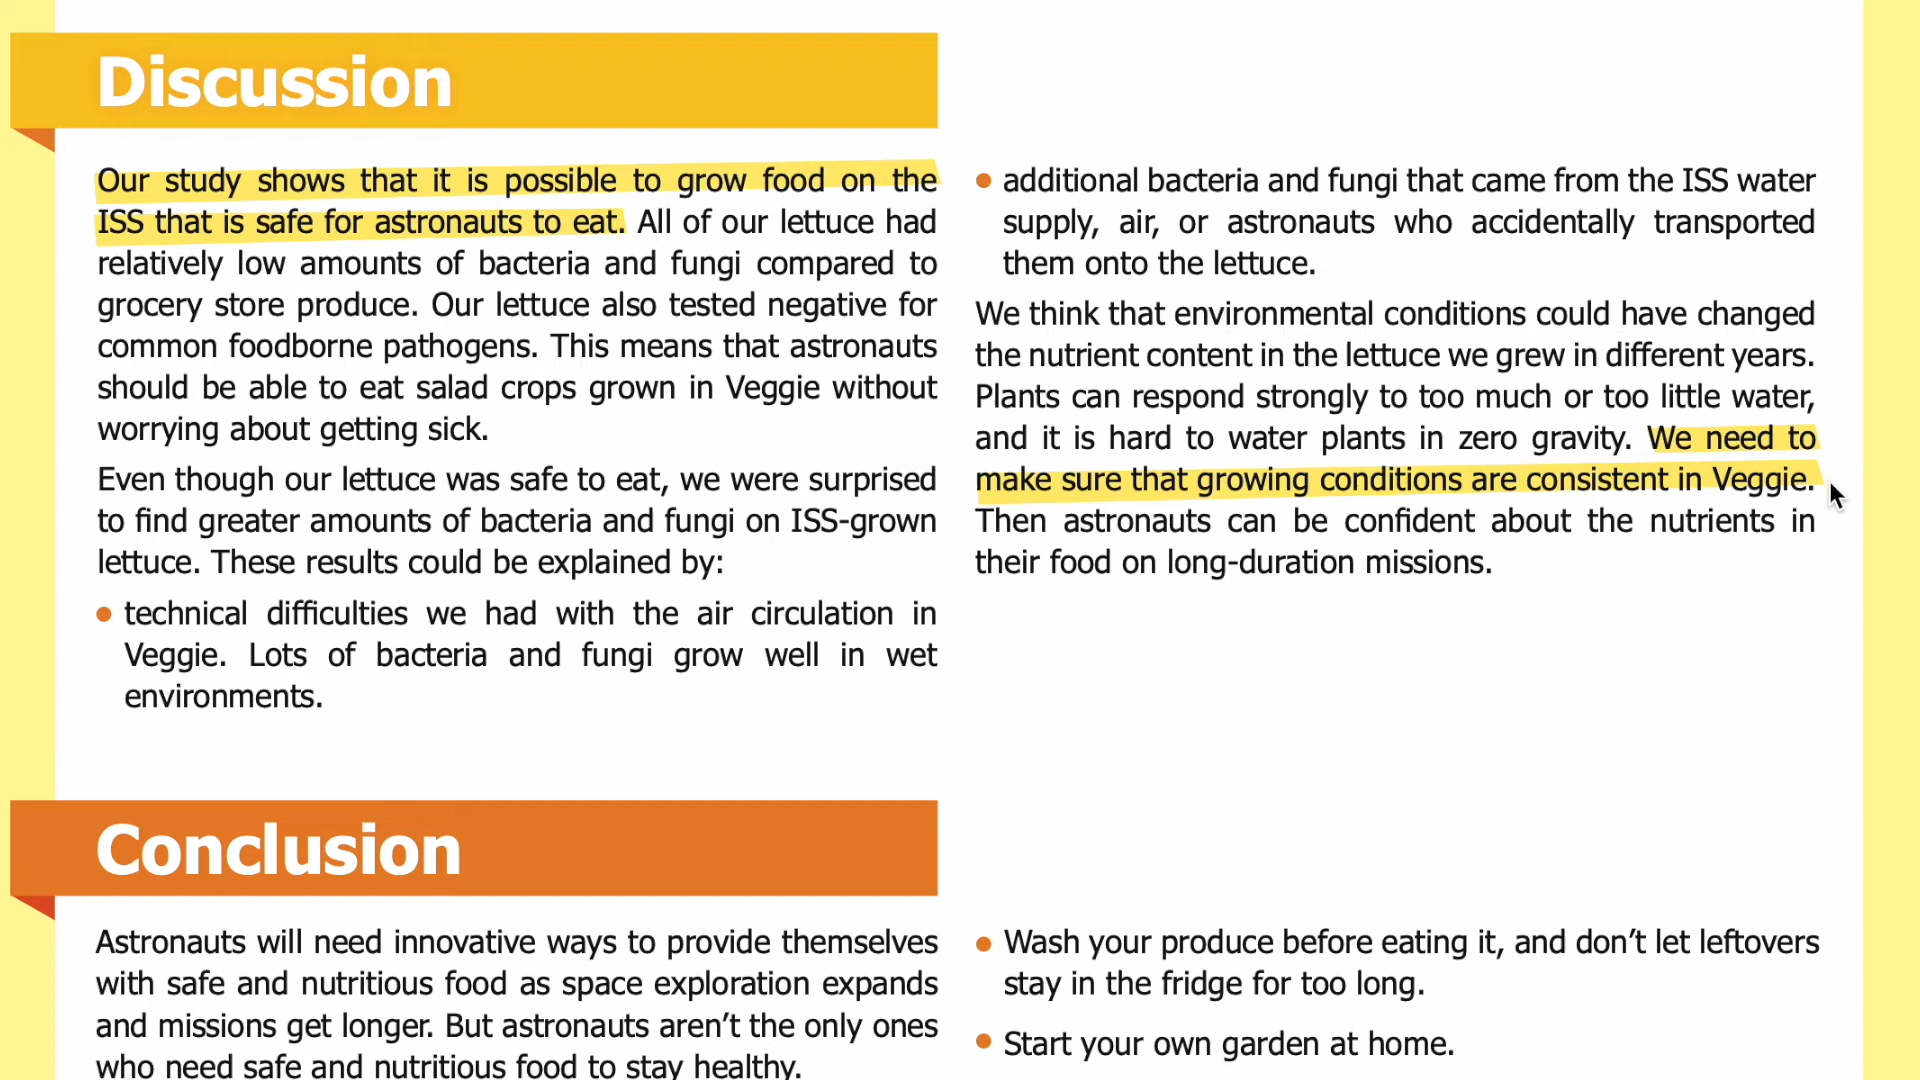 Discussion
Our study shows that it is possible to grow food on the
ISS that is safe for astronauts to eat. All of our lettuce had
relatively low amounts of bacteria and fungi compared to
grocery store produce. Our lettuce also tested negative for
common foodborne pathogens. This means that astronauts
should be able to eat salad crops grown in Veggie without
worrying about getting sick.
Even though our lettuce was safe to eat, we were surprised
to find greater amounts of bacteria and fungi on ISS-grown
lettuce. These results could be explained by:
• technical difficulties we had with the air circulation in
Veggie. Lots of bacteria and fungi grow well in wet
environments.
• additional bacteria and fungi that came from the ISS water
supply, air, or astronauts who accidentally transported
them onto the lettuce.
We think that environmental conditions could have changed
the nutrient content in the lettuce we grew in different years.
Plants can respond strongly to too much or too little water,
and it is hard to water plants in zero gravity. We need to
make sure that growing conditions are consistent in Veggie.
Then astronauts can be confident about the nutrients in
their food on long-duration missions.
Conclusion
Astronauts will need innovative ways to provide themselves
with safe and nutritious food as space exploration expands
and missions get longer. But astronauts aren’t the only ones
who need safe and nutritious food to stay healthy.
• Wash your produce before eating it, and don’t let leftovers
stay in the fridge for too long.
• Start your own garden at home.